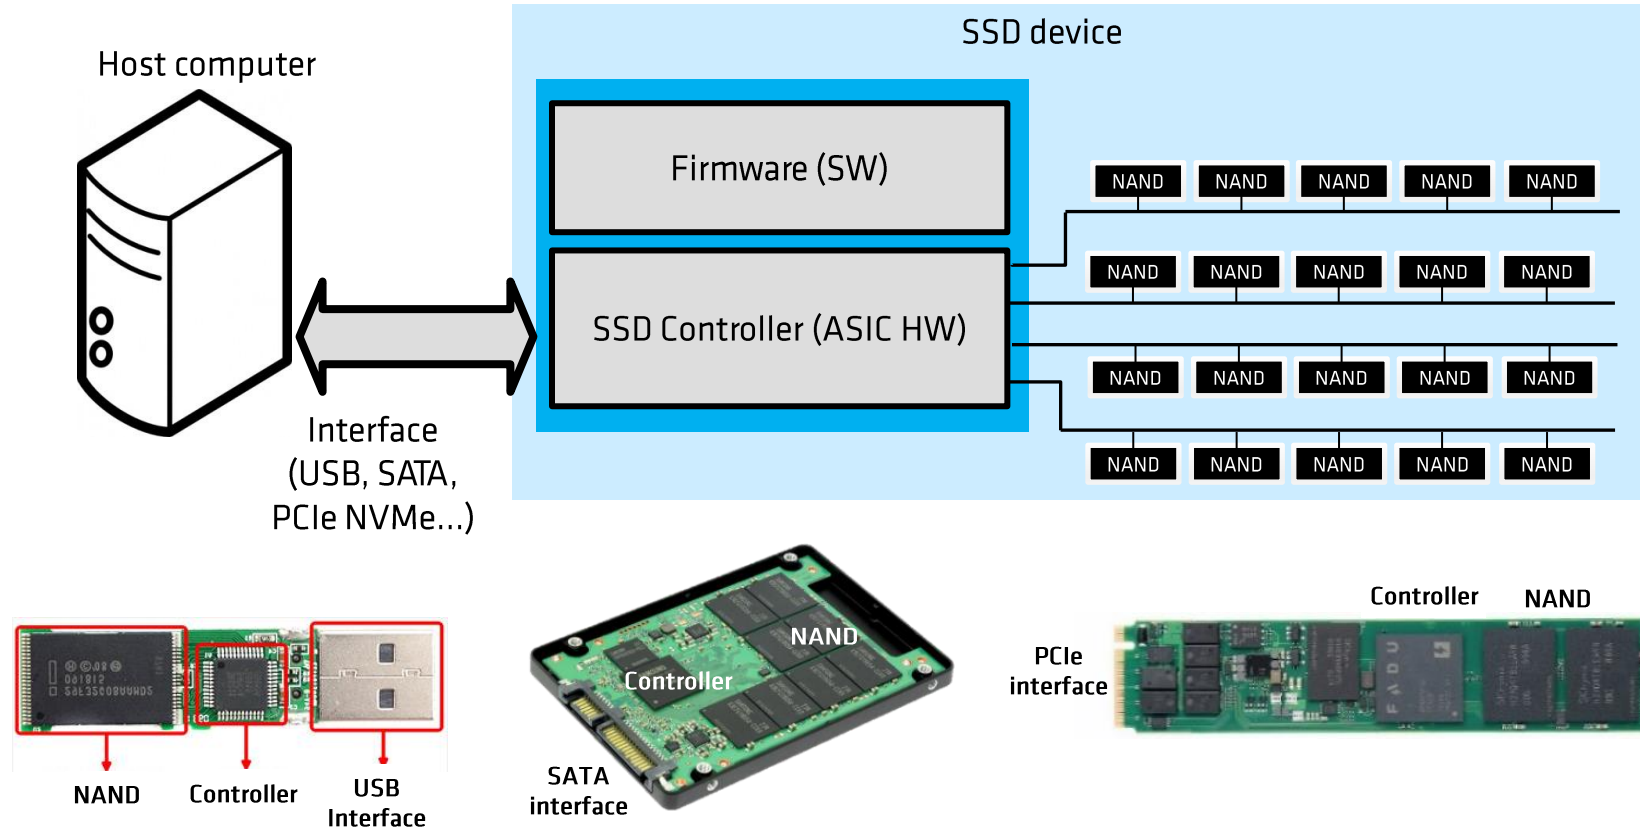 SSD device
Host computer
Firmware (SW)
SSD Controller (ASIC HW)
NAND NAND NAND NAND NAND
NAND NAND NAND NAND NAND
NAND NAND NAND NAND NAND
NAND NAND NAND NAND NAND
Interface
(USB, SATA,
PCIe NVMe...)
NAND
Controller
USB
Interface
NAND
Controller
SATA
interface
Controller NAND
PCIe
interface
FADU